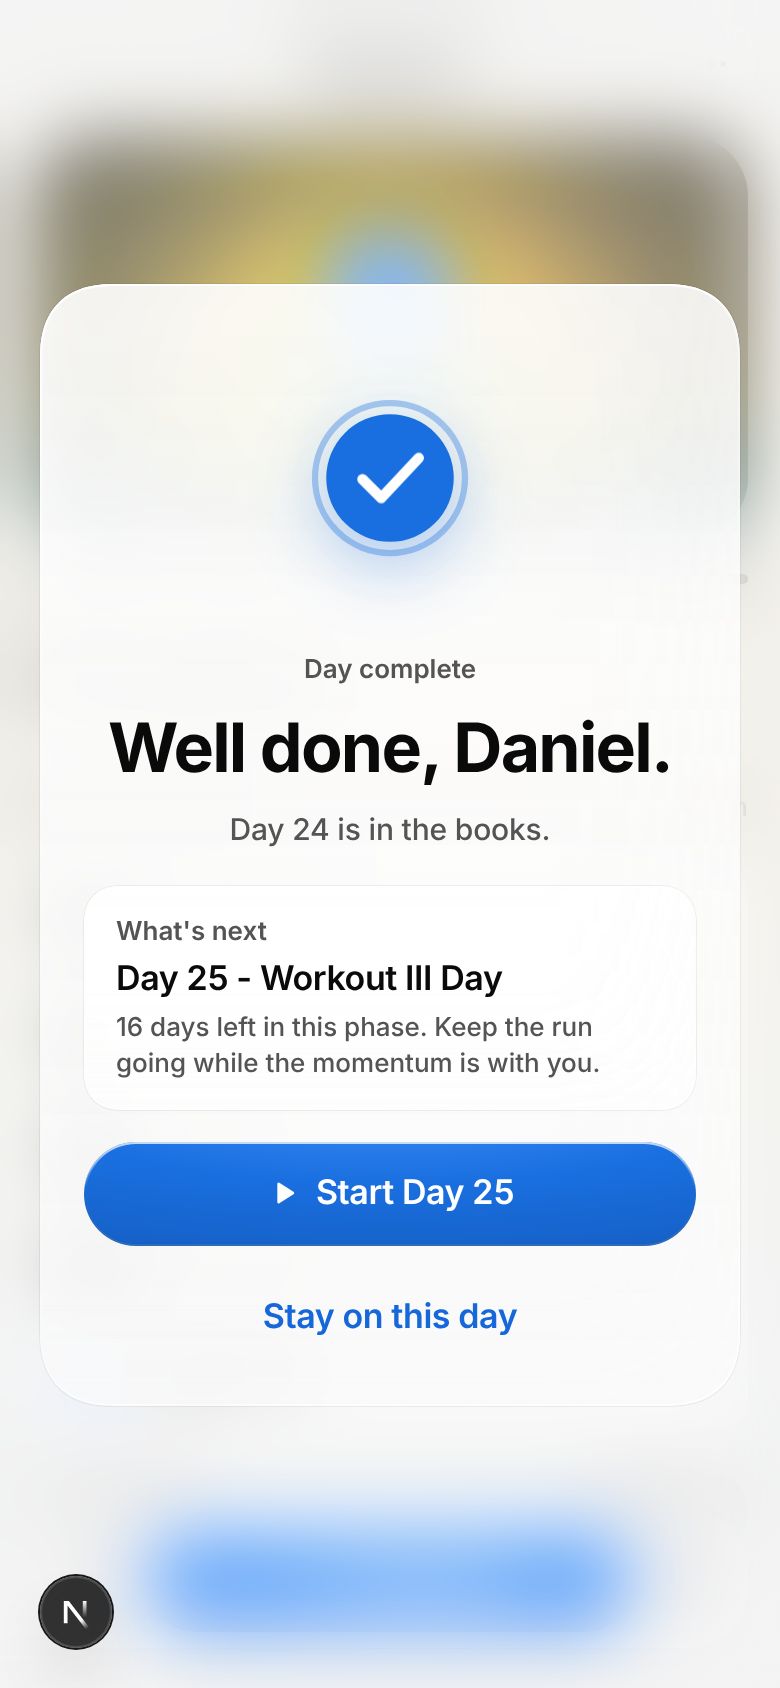 Day complete
Well done, Daniel.
Day 24 is in the books.
What's next
Day 25 - Workout III Day
16 days left in this phase. Keep the run
going while the momentum is with you.
Start Day 25
Stay on this day
N